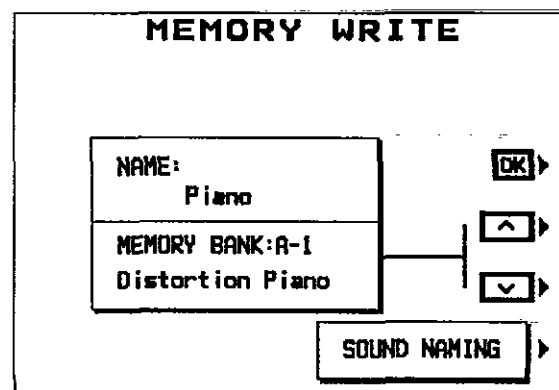 MEMORY WRITE
NAME:
Piano
OK
MEMORY BANK:A-1
Distortion Piano
SOUND NAMING